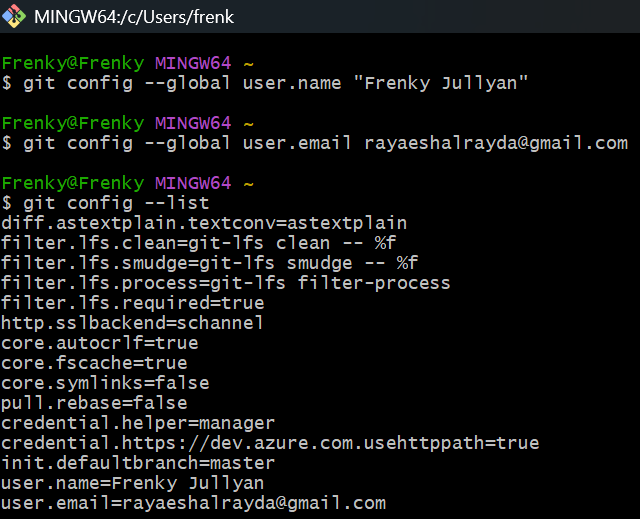 MINGW64:/c/Users/frenk
Frenky@Frenky MINGW64 ~
$ git config --global user.name "Frenky Jullyan"
Frenky@Frenky MINGW64 ~
$ git config --global user.email rayaeshalrayda@gmail.com
Frenky@Frenky MINGW64 ~
$ git config --list
diff.astextplain.textconv=astextplain
filter.lfs.clean=git-lfs clean -- %f
filter.lfs.smudge=git-lfs smudge -- %f
filter.lfs.process=git-lfs filter-process
filter.lfs.required=true
http.sslbackend=schannel
core.autocrlf=true
core.fscache=true
core.symlinks=false
pull.rebase=false
credential.helper=manager
credential.https://dev.azure.com.usehttppath=true
init.defaultbranch=master
user.name=Frenky Jullyan
user.email=rayaeshalrayda@gmail.com